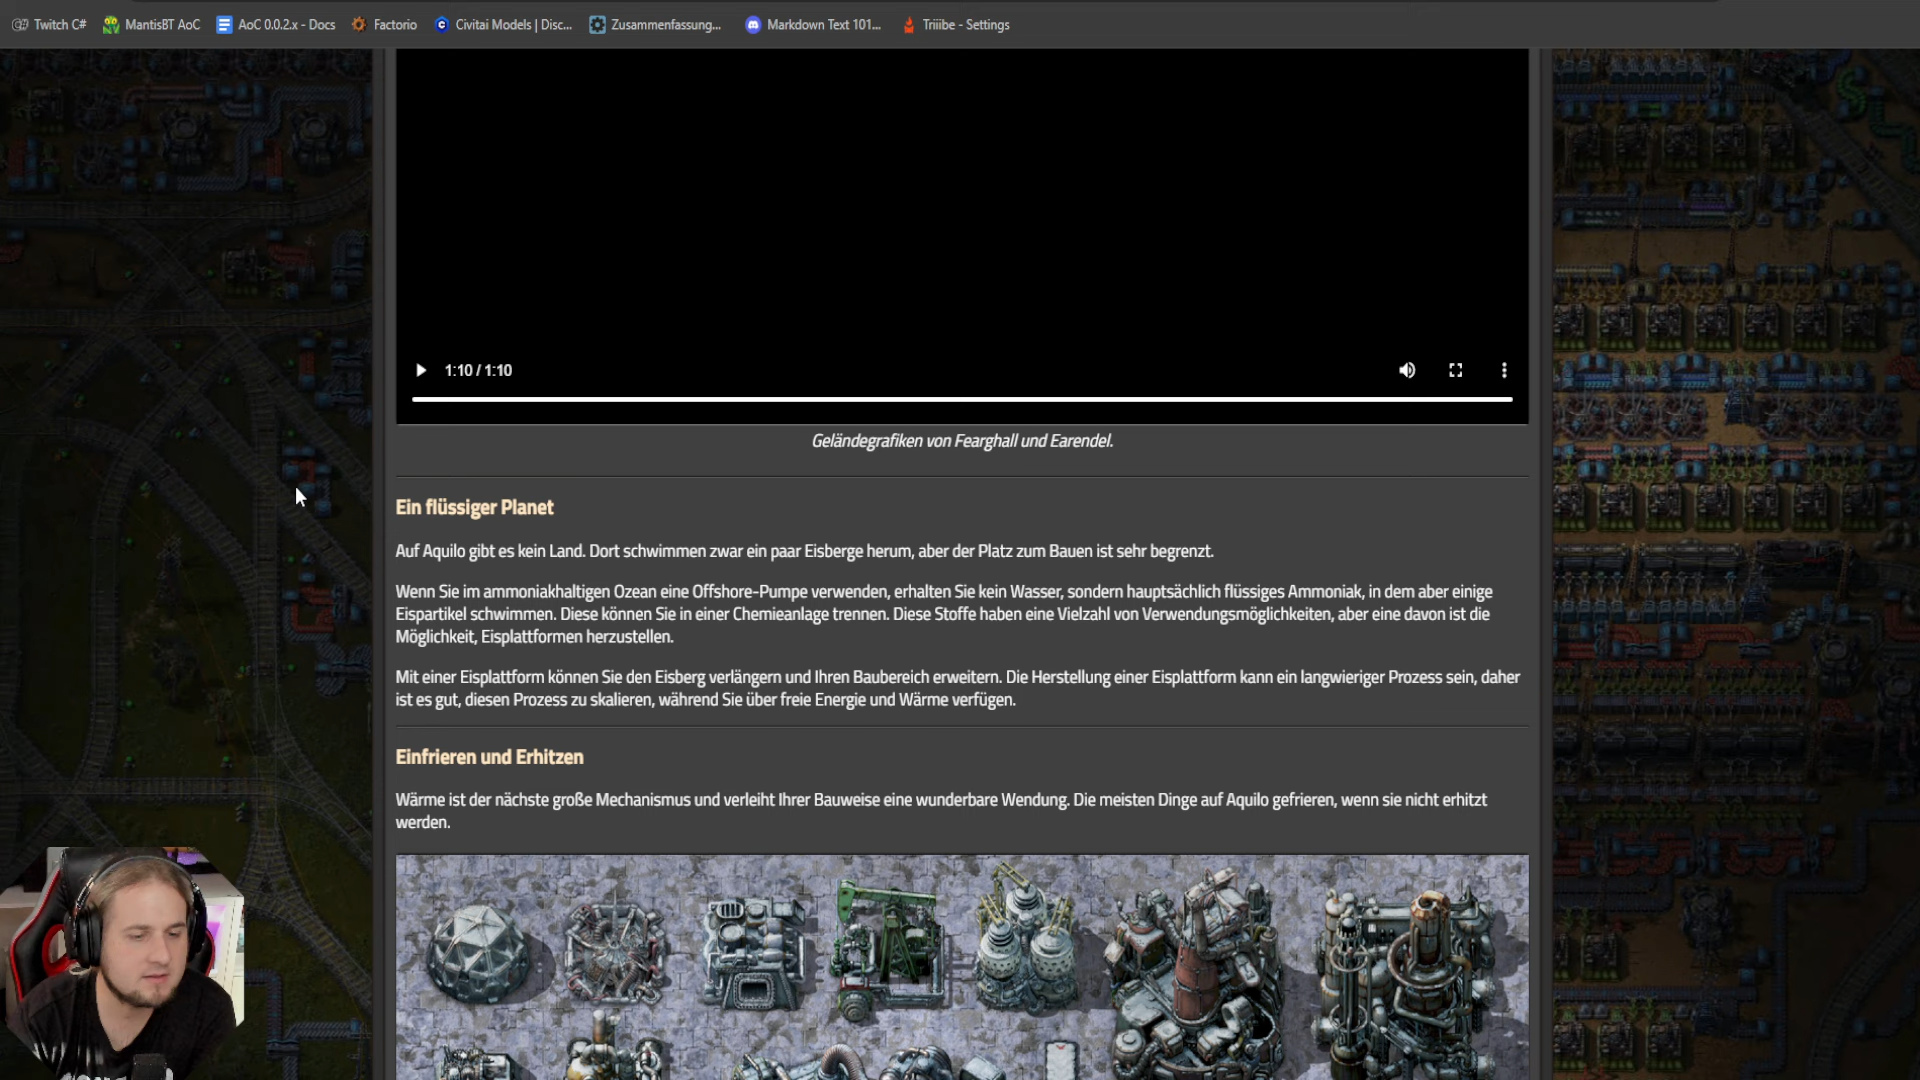 Twitch C# MantisBT AoC AoC 0.0.2.x - Docs Factorio Civitai Models | Disc... Zusammenfassung... Markdown Text 101... Triiibe - Settings
1:10 / 1:10
Geländegrafiken von Fearghall und Earendel.
Ein flüssiger Planet
Auf Aquilo gibt es kein Land. Dort schwimmen zwar ein paar Eisberge herum, aber der Platz zum Bauen ist sehr begrenzt.
Wenn Sie im ammoniakhaltigen Ozean eine Offshore-Pumpe verwenden, erhalten Sie kein Wasser, sondern hauptsächlich flüssiges Ammoniak, in dem aber einige
Eispartikel schwimmen. Diese können Sie in einer Chemieanlage trennen. Diese Stoffe haben eine Vielzahl von Verwendungsmöglichkeiten, aber eine davon ist die
Möglichkeit, Eisplattformen herzustellen.
Mit einer Eisplattform können Sie den Eisberg verlängern und Ihren Baubereich erweitern. Die Herstellung einer Eisplattform kann ein langwieriger Prozess sein, daher
ist es gut, diesen Prozess zu skalieren, während Sie über freie Energie und Wärme verfügen.
Einfrieren und Erhitzen
Wärme ist der nächste große Mechanismus und verleiht Ihrer Bauweise eine wunderbare Wendung. Die meisten Dinge auf Aquilo gefrieren, wenn sie nicht erhitzt
werden.